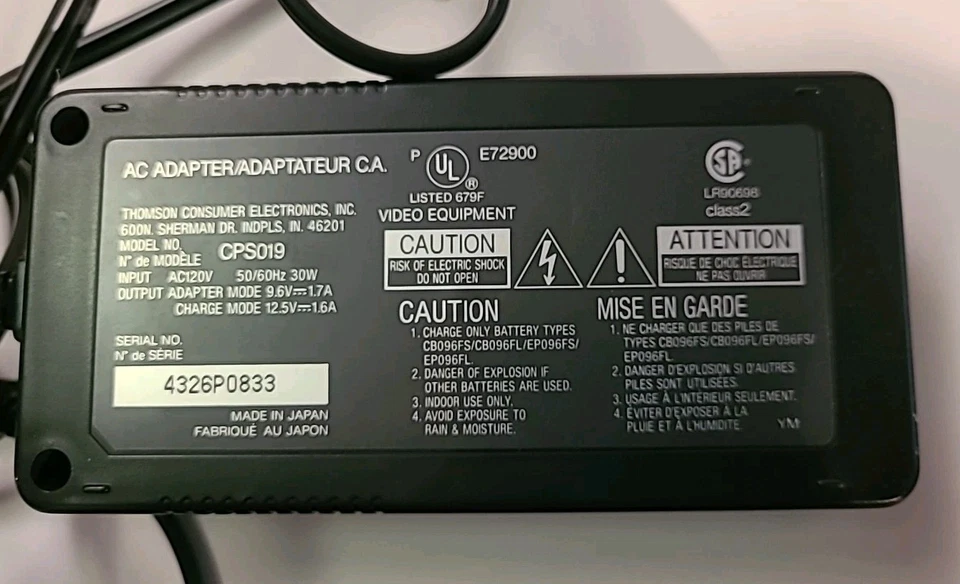 AC ADAPTER/ADAPTATEUR C.A.
THOMSON CONSUMER ELECTRONICS, INC.
600N. SHERMAN DR. INDPLS, IN. 46201
MODEL NO.
N° de MODÈLE CPS019
INPUT AC120V 50/60Hz 30W
OUTPUT ADAPTER MODE 9.6V⎓1.7A
CHARGE MODE 12.5V⎓1.6A
SERIAL NO.
N° de SÉRIE
4326P0833
MADE IN JAPAN
FABRIQUÉ AU JAPON
P UL ® E72900
LISTED 679F
VIDEO EQUIPMENT
SA ®
LR90698
class2
CAUTION
RISK OF ELECTRIC SHOCK
DO NOT OPEN
ATTENTION
RISQUE DE CHOC ÉLECTRIQUE
NE PAS OUVRIR
CAUTION
1. CHARGE ONLY BATTERY TYPES
CB096FS/CB096FL/EP096FS/
EP096FL.
2. DANGER OF EXPLOSION IF
OTHER BATTERIES ARE USED.
3. INDOOR USE ONLY.
4. AVOID EXPOSURE TO
RAIN & MOISTURE.
MISE EN GARDE
1. NE CHARGER QUE DES PILES DE
TYPES CB096FS/CB096FL/EP096FS/
EP096FL.
2. DANGER D'EXPLOSION SI D'AUTRES
PILES SONT UTILISÉES.
3. USAGE À L'INTÉRIEUR SEULEMENT.
4. ÉVITER D'EXPOSER À LA
PLUIE ET À L'HUMIDITE.
YM